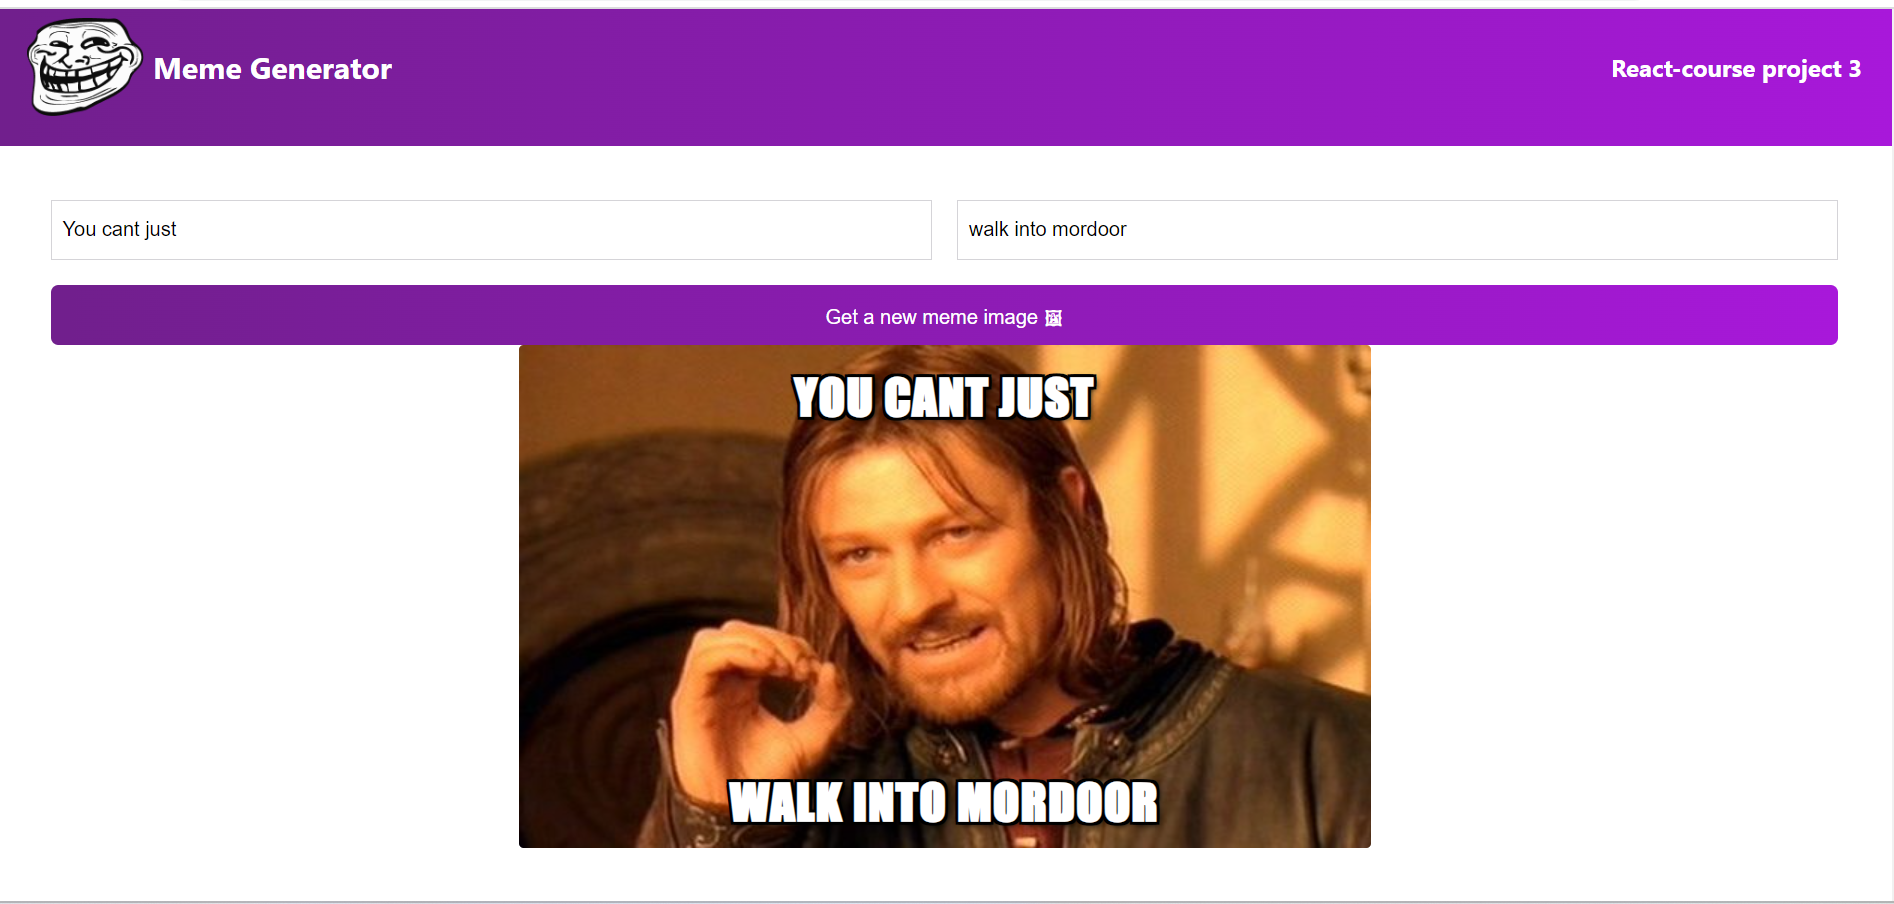 Meme Generator
React-course project 3
You cant just
walk into mordoor
Get a new meme image 🖼
YOU CANT JUST
WALK INTO MORDOOR